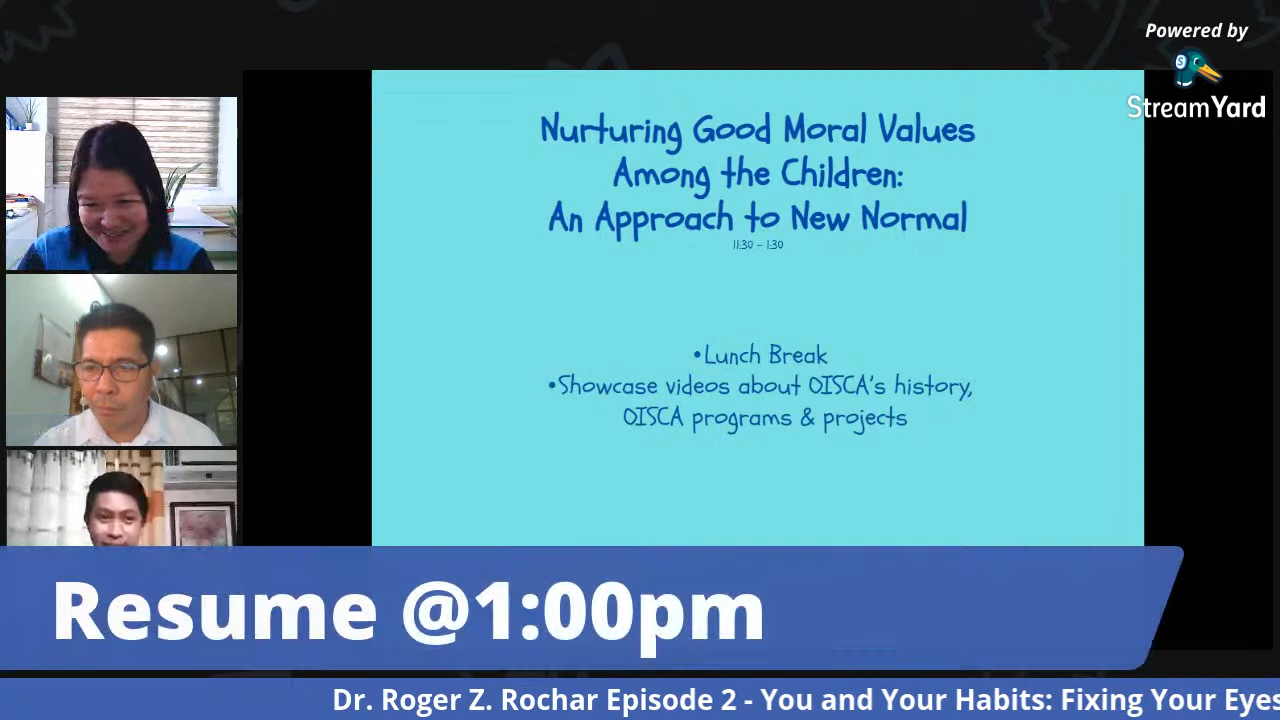 Powered by
StreamYard
Nurturing Good Moral Values
Among the Children:
An Approach to New Normal
11.30 - 1.30
•Lunch Break
•Showcase videos about OISCA's history,
OISCA programs & projects
Resume @1:00pm
Dr. Roger Z. Rochar Episode 2 - You and Your Habits: Fixing Your Eyes